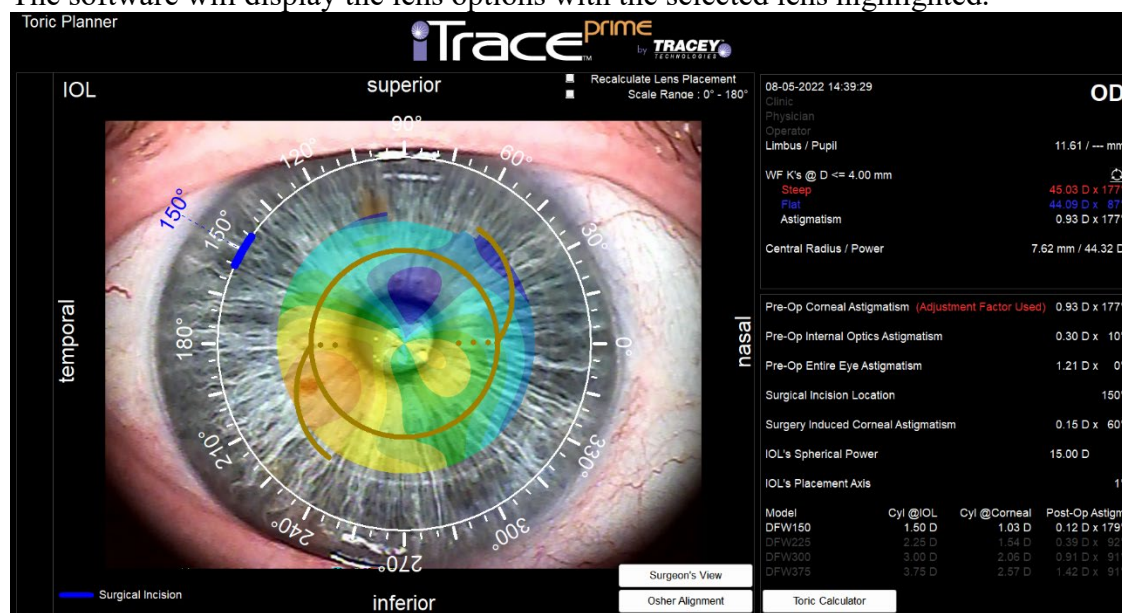 The software will display the lens options with the selected lens highlighted.
Toric Planner
iTrace™ prime by TRACEY TECHNOLOGIES
IOL
superior
Recalculate Lens Placement
Scale Range : 0° - 180°
90°
120°
60°
150°
150°
30°
temporal
180°
0°
nasal
210°
330°
240°
300°
270°
Surgical Incision
inferior
Surgeon's View
Osher Alignment
08-05-2022 14:39:29 OD
Clinic
Physician
Operator
Limbus / Pupil 11.61 / --- mm
WF K's @ D <= 4.00 mm
Steep 45.03 D x 177°
Flat 44.09 D x 87°
Astigmatism 0.93 D x 177°
Central Radius / Power 7.62 mm / 44.32 D
Pre-Op Corneal Astigmatism (Adjustment Factor Used) 0.93 D x 177°
Pre-Op Internal Optics Astigmatism 0.30 D x 10°
Pre-Op Entire Eye Astigmatism 1.21 D x 0°
Surgical Incision Location 150°
Surgery Induced Corneal Astigmatism 0.15 D x 60°
IOL's Spherical Power 15.00 D
IOL's Placement Axis 1°
Model Cyl @IOL Cyl @Corneal Post-Op Astigm
DFW150 1.50 D 1.03 D 0.12 D x 179°
DFW225 2.25 D 1.54 D 0.39 D x 92°
DFW300 3.00 D 2.06 D 0.91 D x 91°
DFW375 3.75 D 2.57 D 1.42 D x 91°
Toric Calculator